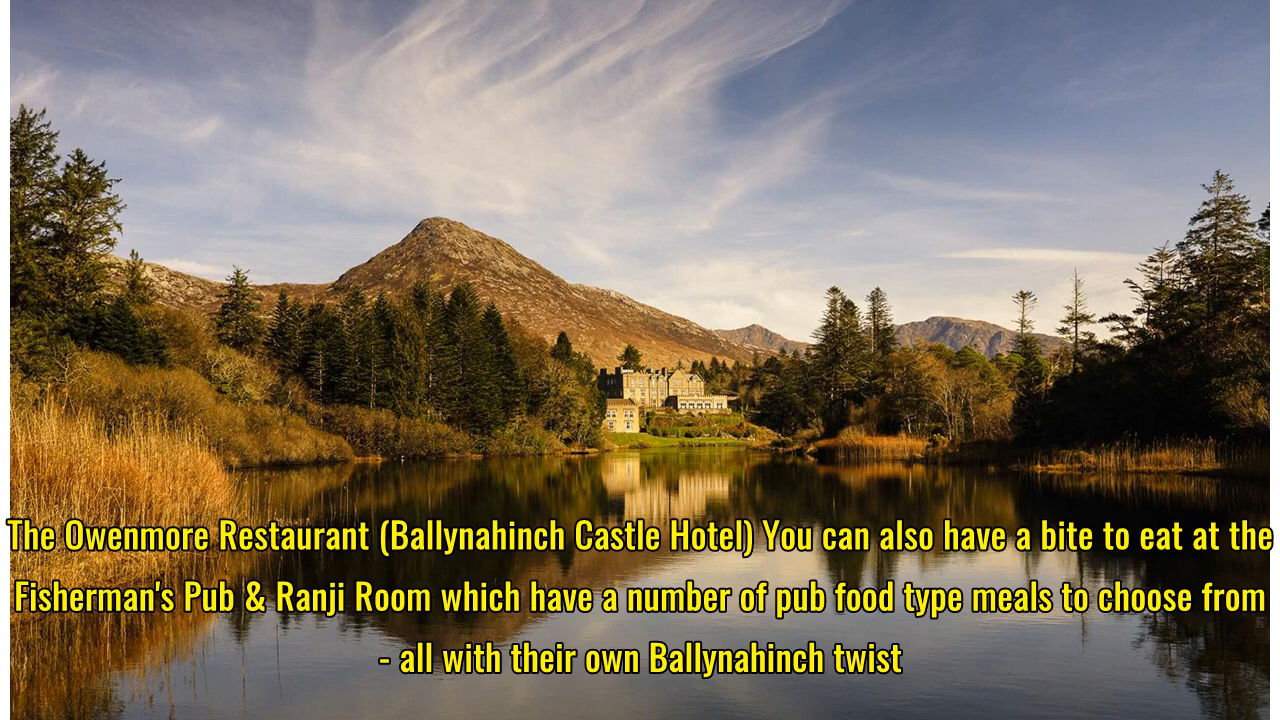 The Owenmore Restaurant (Ballynahinch Castle Hotel) You can also have a bite to eat at the
Fisherman's Pub & Ranji Room which have a number of pub food type meals to choose from
- all with their own Ballynahinch twist